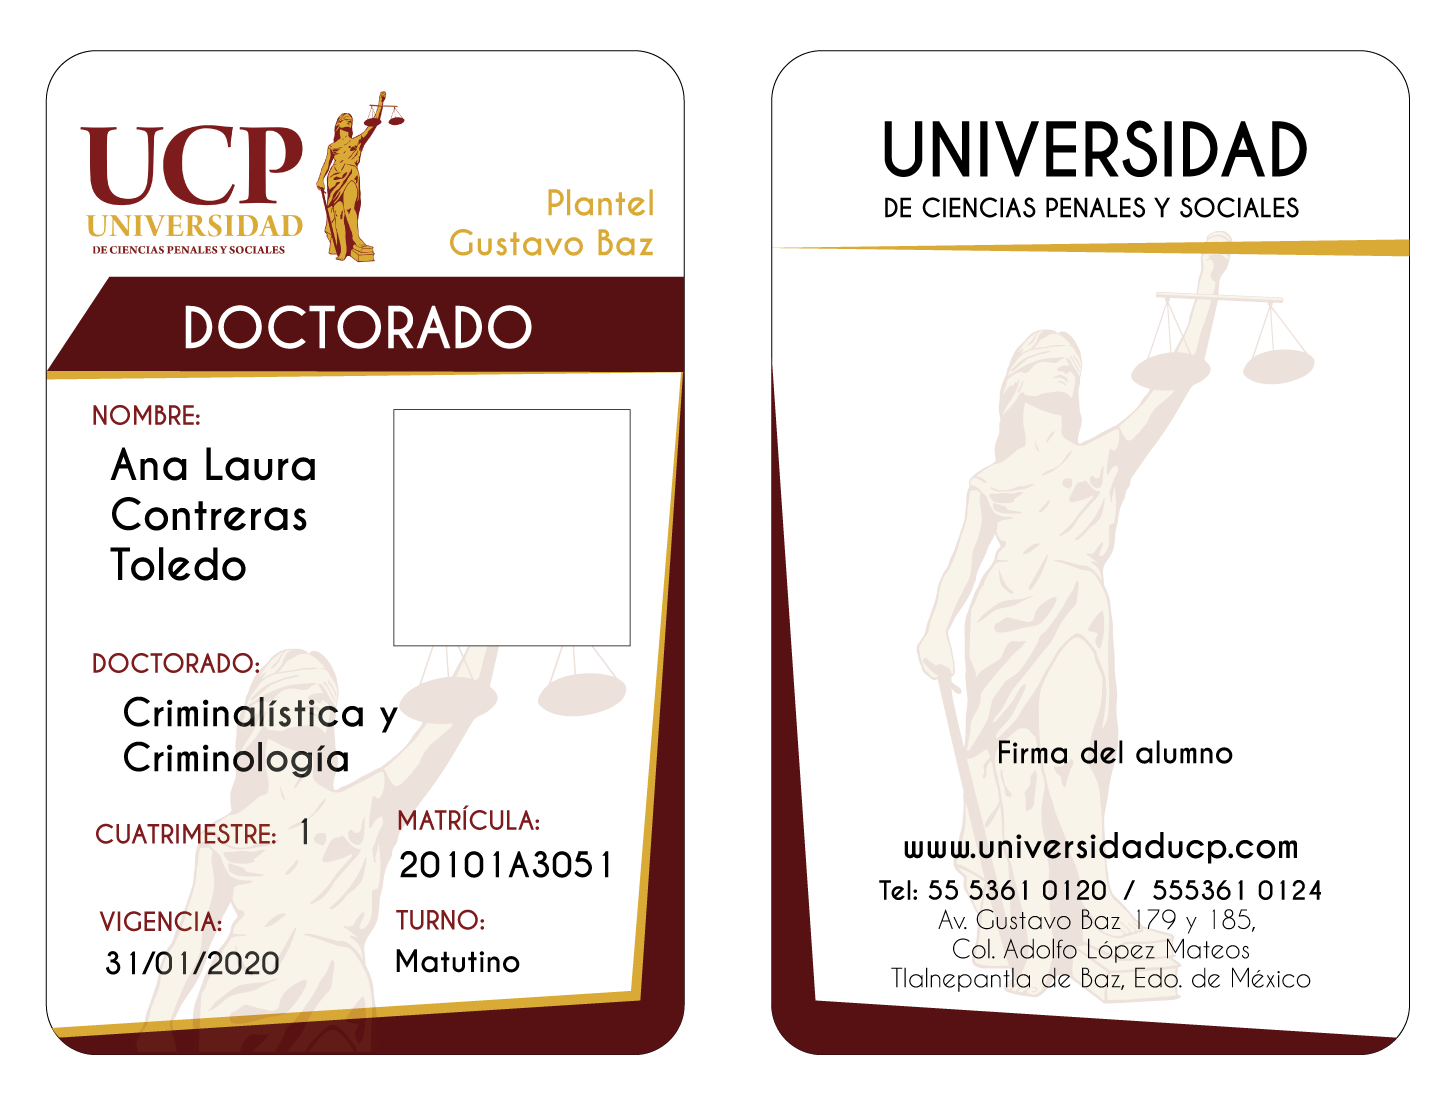 UCP
UNIVERSIDAD
DE CIENCIAS PENALES Y SOCIALES
Plantel
Gustavo Baz
DOCTORADO
NOMBRE:
Ana Laura
Contreras
Toledo
DOCTORADO:
Criminalística y
Criminología
CUATRIMESTRE: 1
MATRÍCULA:
20101A3051
VIGENCIA:
31/01/2020
TURNO:
Matutino
UNIVERSIDAD
DE CIENCIAS PENALES Y SOCIALES
Firma del alumno
www.universidaducp.com
Tel: 55 5361 0120 / 555361 0124
Av. Gustavo Baz 179 y 185,
Col. Adolfo López Mateos
Tlalnepantla de Baz, Edo. de México